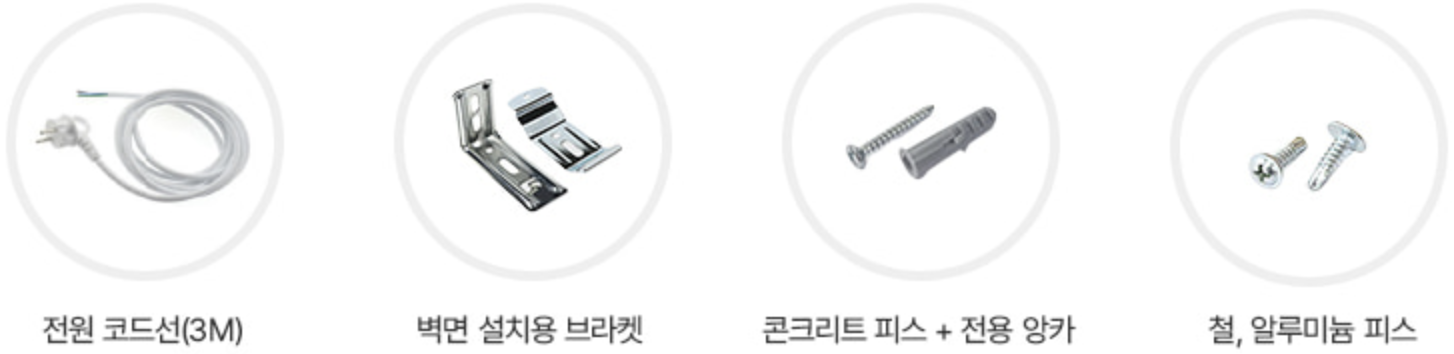 전원 코드선(3M)
벽면 설치용 브라켓
콘크리트 피스 + 전용 앙카
철, 알루미늄 피스